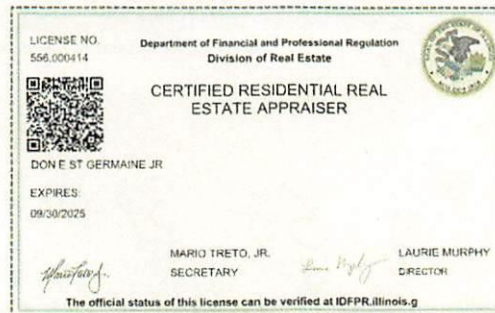 LICENSE NO.
556.000414
Department of Financial and Professional Regulation
Division of Real Estate
CERTIFIED RESIDENTIAL REAL
ESTATE APPRAISER
DON E ST GERMAINE JR
EXPIRES:
09/30/2025
MARIO TRETO, JR.
SECRETARY
LAURIE MURPHY
DIRECTOR
The official status of this license can be verified at IDFPR.illinois.g